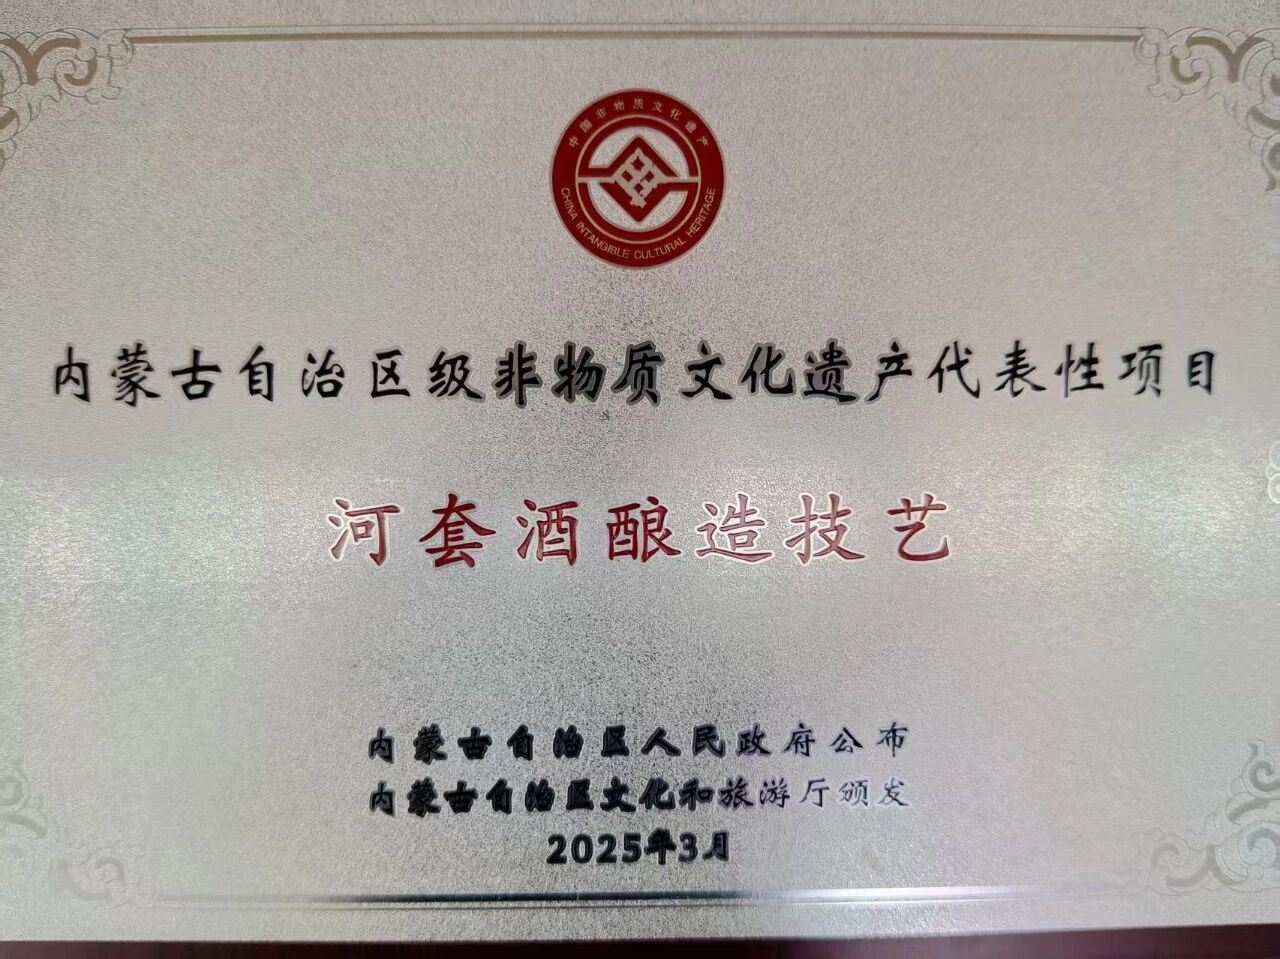 中国非物质文化遗产
CHINA INTANGIBLE CULTURAL HERITAGE
内蒙古自治区级非物质文化遗产代表性项目
河套酒酿造技艺
内蒙古自治区人民政府公布
内蒙古自治区文化和旅游厅颁发
2025年3月